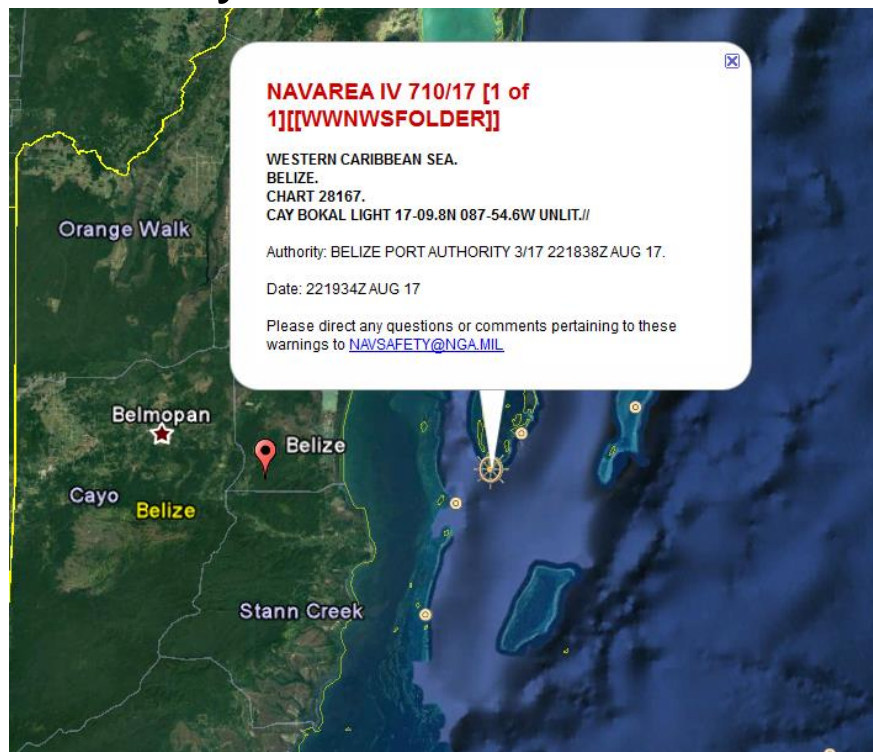 NAVAREA IV 710/17 [1 of
1][[WWNWSFOLDER]]
WESTERN CARIBBEAN SEA.
BELIZE.
CHART 28167.
CAY BOKAL LIGHT 17-09.8N 087-54.6W UNLIT.//
Authority: BELIZE PORT AUTHORITY 3/17 221838Z AUG 17.
Date: 221934Z AUG 17
Please direct any questions or comments pertaining to these
warnings to NAVSAFETY@NGA.MIL
Orange Walk
Belmopan
Belize
Cayo
Belize
Stann Creek